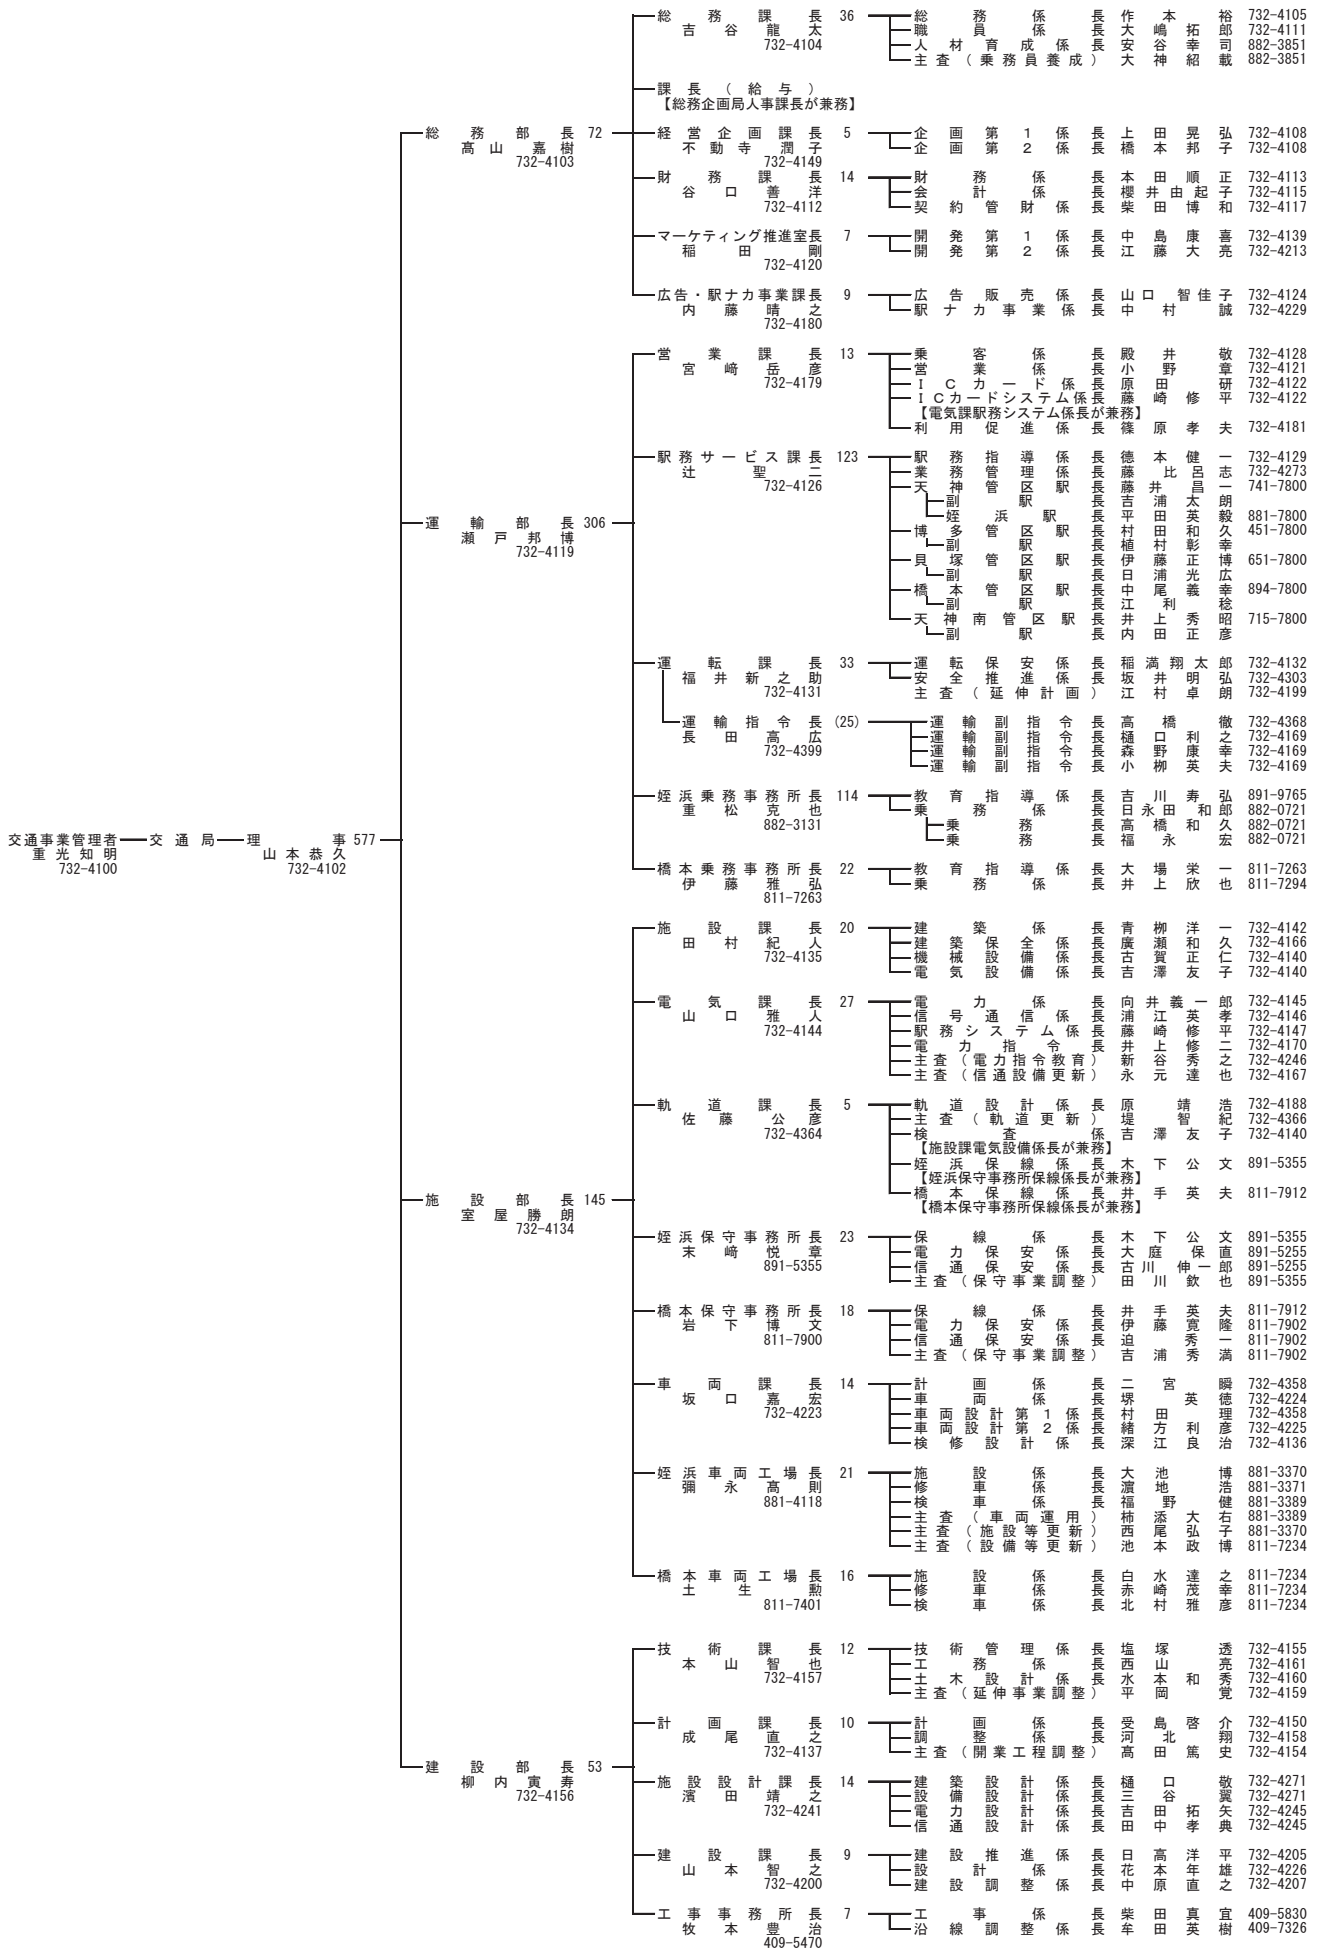 総務課長 36 総務係長 作本裕 732-4105
吉谷龍太 職員係長 大嶋拓郎 732-4111
732-4104 人材育成係長 安谷幸司 882-3851
主査（乗務員養成） 大神紹載 882-3851
課長（給与）
【総務企画局人事課長が兼務】
総務部長 72 経営企画課長 5 企画第１係長 上田晃弘 732-4108
髙山嘉樹 不動寺潤子 企画第２係長 橋本邦子 732-4108
732-4103 732-4149
財務課長 14 財務係長 本田順正 732-4113
谷口善洋 会計係長 櫻井由起子 732-4115
732-4112 契約管財係長 柴田博和 732-4117
マーケティング推進室長 7 開発第１係長 中島康喜 732-4139
稲田剛 開発第２係長 江藤大亮 732-4213
732-4120
広告・駅ナカ事業課長 9 広告販売係長 山口智佳子 732-4124
内藤晴之 駅ナカ事業係長 中村誠 732-4229
732-4180
営業課長 13 乗客係長 殿井敬 732-4128
宮﨑岳彦 営業係長 小野章 732-4121
732-4179 ＩＣカード係長 原田研 732-4122
ＩＣカードシステム係長 藤崎修平 732-4122
【電気課駅務システム係長が兼務】
利用促進係長 篠原孝夫 732-4181
駅務サービス課長 123 駅務指導係長 德本健一 732-4129
辻聖二 業務管理係長 藤比呂志 732-4273
732-4126 天神管区駅長 藤井昌一 741-7800
副駅長 吉浦太朗
姪浜駅長 平田英毅 881-7800
運輸部長 306 博多管区駅長 村田和久 451-7800
瀬戸邦博 副駅長 植村彰幸
732-4119 貝塚管区駅長 伊藤正博 651-7800
副駅長 日浦光広
橋本管区駅長 中尾義幸 894-7800
副駅長 江利稔
天神南管区駅長 井上秀昭 715-7800
副駅長 内田正彦
運転課長 33 運転保安係長 稲満翔太郎 732-4132
福井新之助 安全推進係長 坂井明弘 732-4303
732-4131 主査（延伸計画） 江村卓朗 732-4199
運輸指令長 (25) 運輸副指令長 高橋徹 732-4368
長田高広 運輸副指令長 樋口利之 732-4169
732-4399 運輸副指令長 森野康幸 732-4169
運輸副指令長 小栁英夫 732-4169
姪浜乗務事務所長 114 教育指導係長 吉川寿弘 891-9765
重松克也 乗務係長 日永田和郎 882-0721
882-3131 乗務長 高橋和久 882-0721
交通事業管理者 交通局 理事 577 乗務長 福永宏 882-0721
重光知明 山本恭久
732-4100 732-4102
橋本乗務事務所長 22 教育指導係長 大場栄一 811-7263
伊藤雅弘 乗務係長 井上欣也 811-7294
811-7263
施設課長 20 建築係長 青栁洋一 732-4142
田村紀人 建築保全係長 廣瀬和久 732-4166
732-4135 機械設備係長 古賀正仁 732-4140
電気設備係長 吉澤友子 732-4140
電気課長 27 電力係長 向井義一郎 732-4145
山口雅人 信号通信係長 浦江英孝 732-4146
732-4144 駅務システム係長 藤崎修平 732-4147
電力指令長 井上修二 732-4170
主査（電力指令教育） 新谷秀之 732-4246
主査（信通設備更新） 永元達也 732-4167
軌道課長 5 軌道設計係長 原靖浩 732-4188
佐藤公彦 主査（軌道更新） 堤智紀 732-4366
732-4364 検査係 吉澤友子 732-4140
【施設課電気設備係長が兼務】
姪浜保線係長 木下公文 891-5355
【姪浜保守事務所保線係長が兼務】
施設部長 145 橋本保線係長 井手英夫 811-7912
室屋勝朗 【橋本保守事務所保線係長が兼務】
732-4134
姪浜保守事務所長 23 保線係長 木下公文 891-5355
末﨑悦章 電力保安係長 大庭保直 891-5255
891-5355 信通保安係長 古川伸一郎 891-5255
主査（保守事業調整） 田川欽也 891-5355
橋本保守事務所長 18 保線係長 井手英夫 811-7912
岩下博文 電力保安係長 伊藤寛隆 811-7902
811-7900 信通保安係長 迫秀一 811-7902
主査（保守事業調整） 吉浦秀満 811-7902
車両課長 14 計画係長 二宮瞬 732-4358
坂口嘉宏 車両係長 堺英德 732-4224
732-4223 車両設計第１係長 村田理 732-4358
車両設計第２係長 緒方利彦 732-4225
検修設計係長 深江良治 732-4136
姪浜車両工場長 21 施設係長 大池博 881-3370
彌永髙則 修車係長 濵地浩 881-3371
881-4118 検車係長 福野健 881-3389
主査（車両運用） 柿添大右 881-3389
主査（施設等更新） 西尾弘子 881-3370
主査（設備等更新） 池本政博 811-7234
橋本車両工場長 16 施設係長 白水達之 811-7234
土生勲 修車係長 赤崎茂幸 811-7234
811-7401 検車係長 北村雅彦 811-7234
技術課長 12 技術管理係長 塩塚透 732-4155
本山智也 工務係長 西山亮 732-4161
732-4157 土木設計係長 水本和秀 732-4160
主査（延伸事業調整） 平岡覚 732-4159
計画課長 10 計画係長 受島啓介 732-4150
成尾直之 調整係長 河北翔 732-4158
732-4137 主査（開業工程調整） 髙田篤史 732-4154
建設部長 53
柳内寅寿 施設設計課長 14 建築設計係長 樋口敬 732-4271
732-4156 濱田靖之 設備設計係長 三谷翼 732-4271
732-4241 電力設計係長 吉田拓矢 732-4245
信通設計係長 田中孝典 732-4245
建設課長 9 建設推進係長 日高洋平 732-4205
山本智之 設計係長 花本年雄 732-4226
732-4200 建設調整係長 中原直之 732-4207
工事事務所長 7 工事係長 柴田真宜 409-5830
牧本豊治 沿線調整係長 牟田英樹 409-7326
409-5470